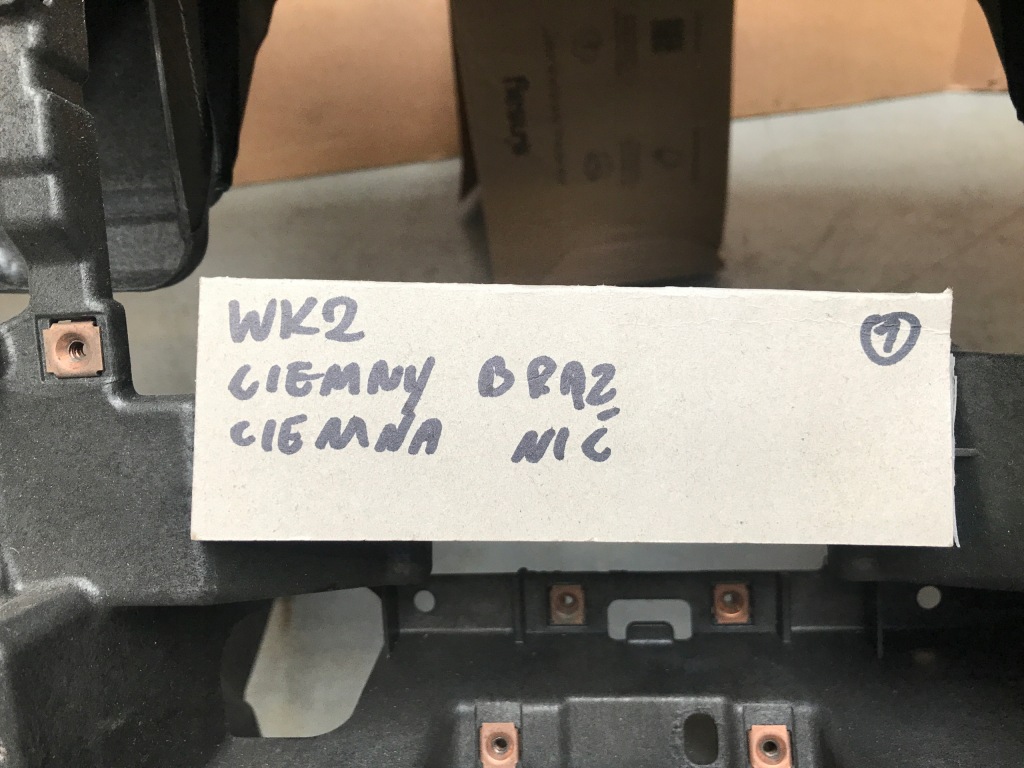 WK2
①
CIEMNY BRĄZ
CIEMNA NIĆ